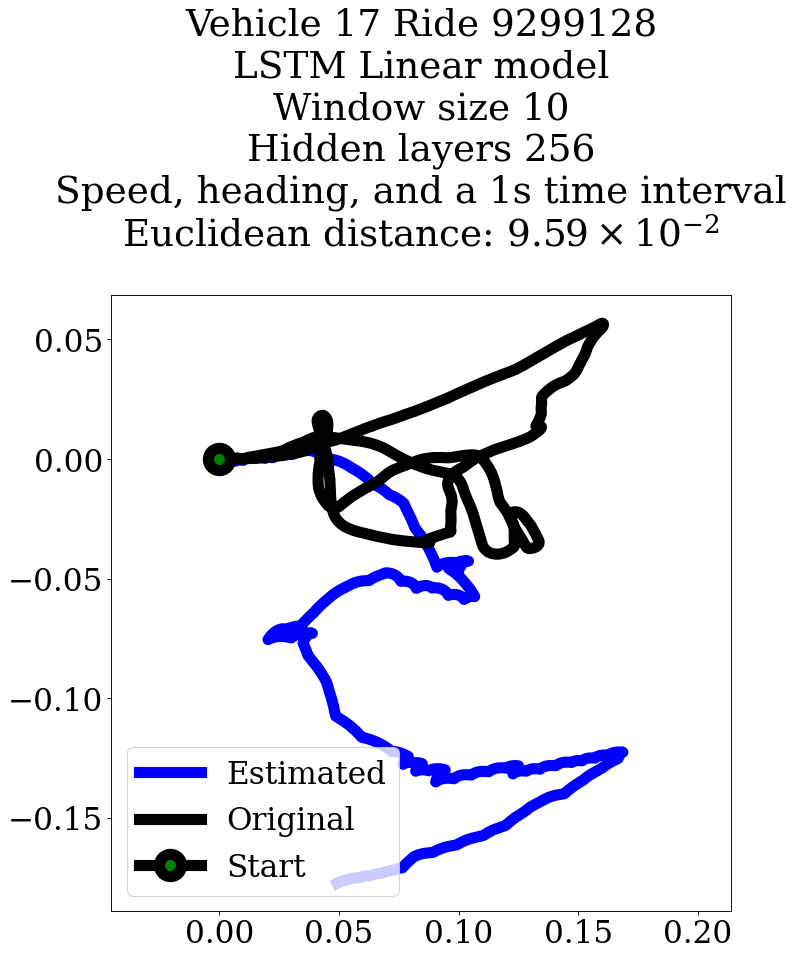 Vehicle 17 Ride 9299128
LSTM Linear model
Window size 10
Hidden layers 256
Speed, heading, and a 1s time interval
Euclidean distance: 9.59 × 10⁻²
0.05
0.00
−0.05
−0.10
−0.15
Estimated
Original
Start
0.00 0.05 0.10 0.15 0.20